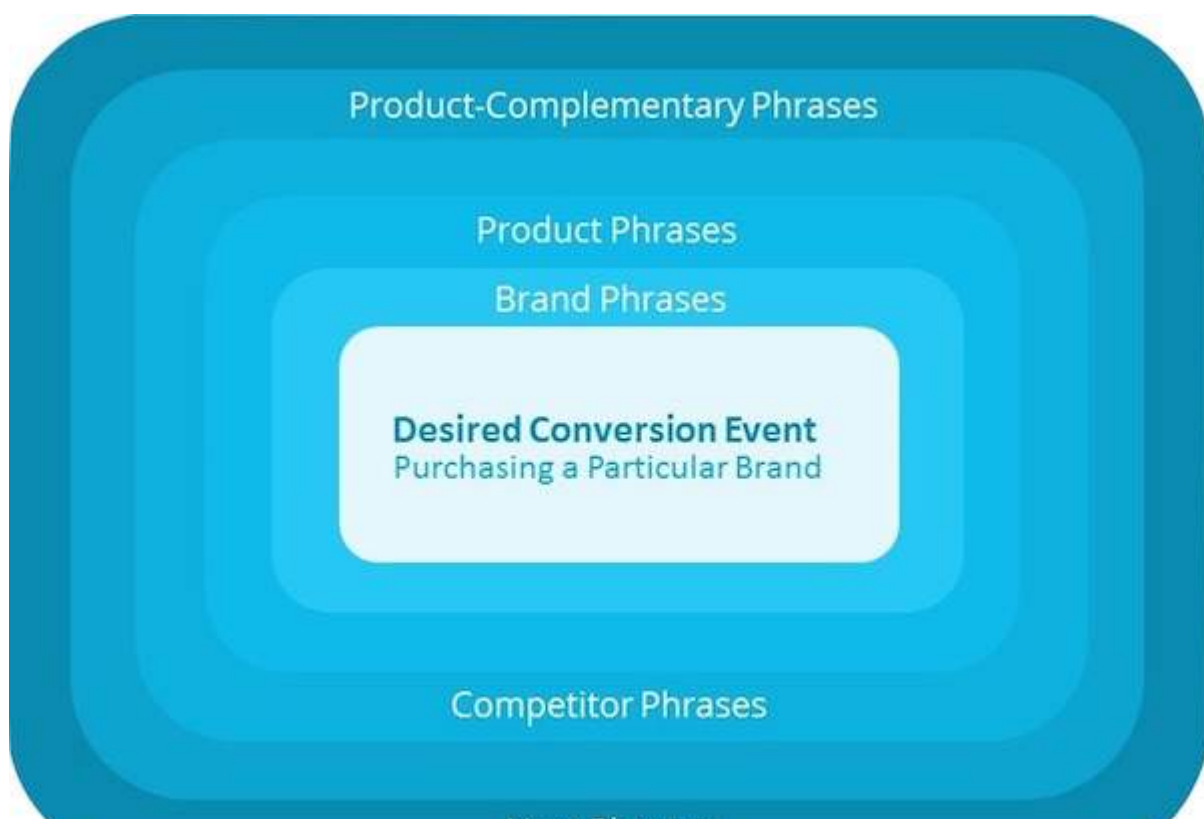 Product-Complementary Phrases
Product Phrases
Brand Phrases
Desired Conversion Event
Purchasing a Particular Brand
Competitor Phrases